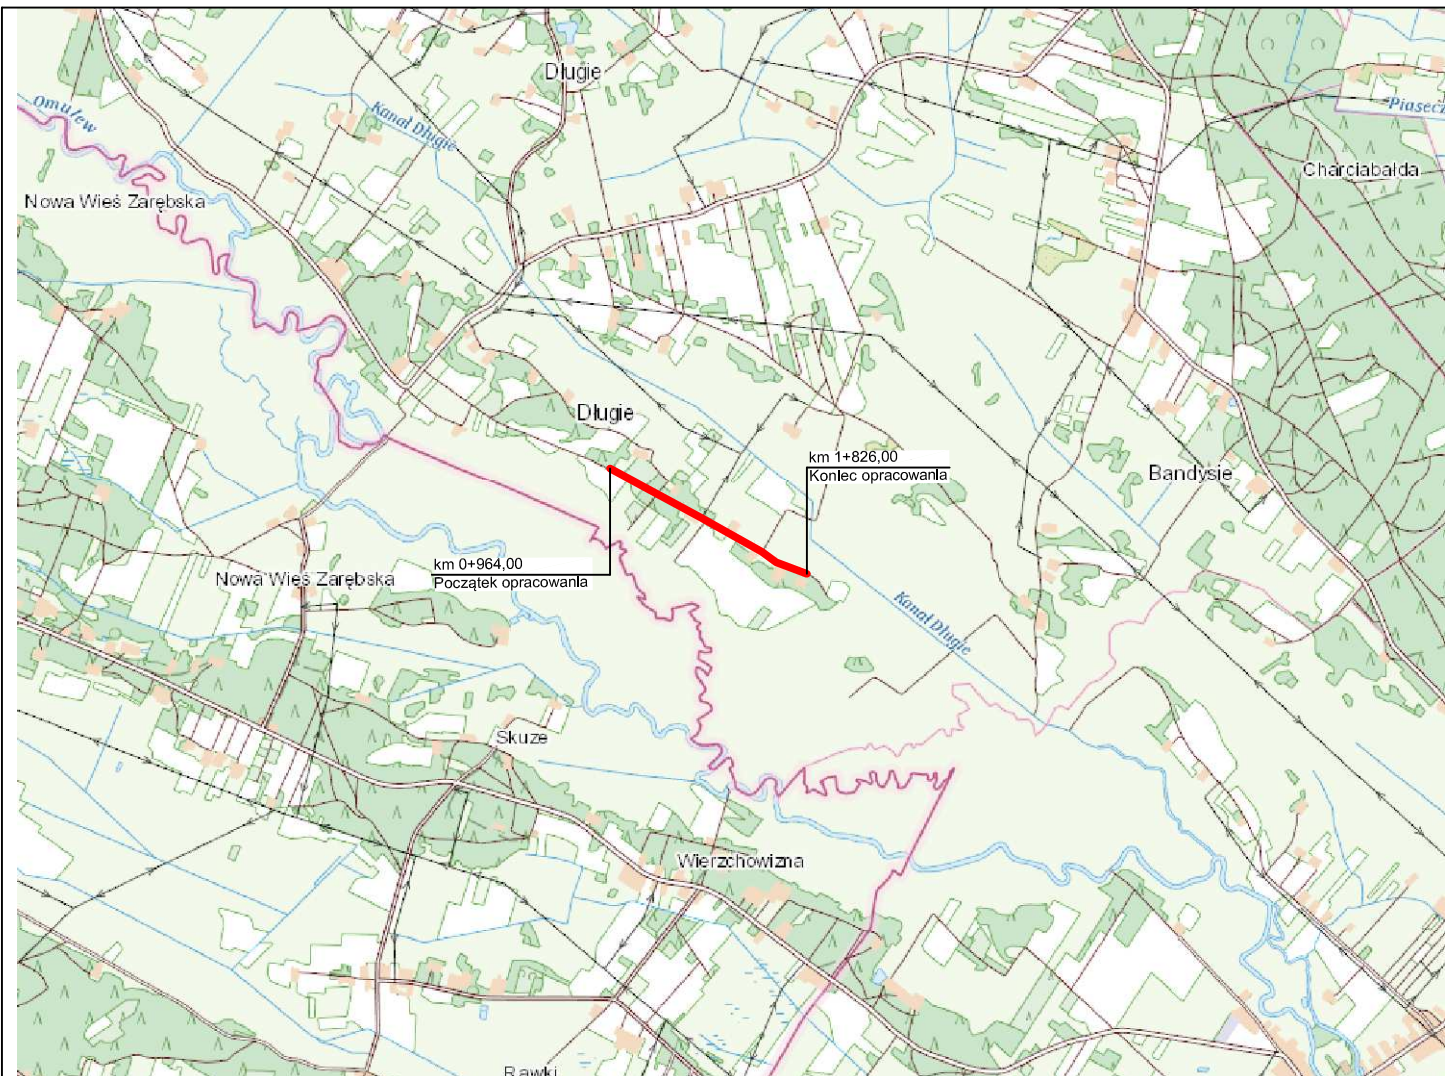 Długie
Omulew
Kanał Długie
Piasecz
Charciabałda
Nowa Wieś Zarębska
Długie
km 1+826,00
Koniec opracowania
Bandysie
km 0+964,00
Początek opracowania
Nowa Wieś Zarębska
Kanał Długie
Skuze
Wierzchowizna
Rawki